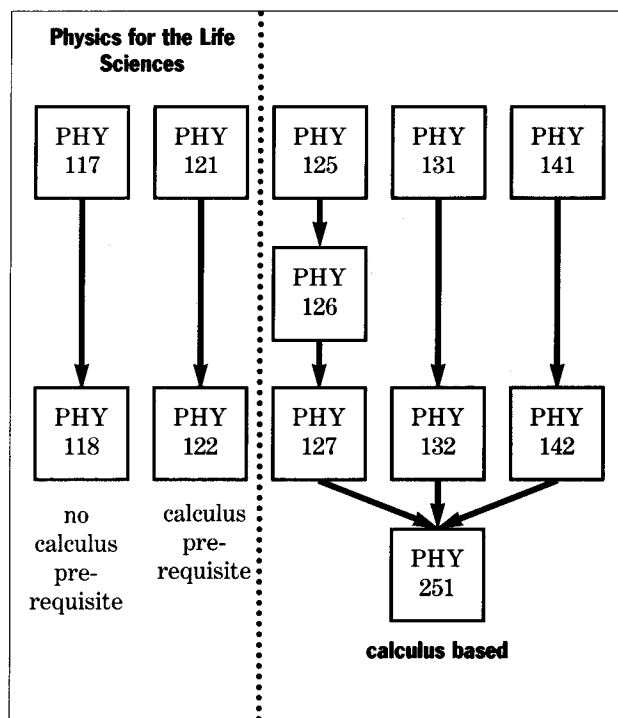 Physics for the Life
Sciences
PHY
117
PHY
121
PHY
125
PHY
131
PHY
141
PHY
126
PHY
118
PHY
122
PHY
127
PHY
132
PHY
142
no
calculus
pre-
requisite
calculus
pre-
requisite
PHY
251
calculus based